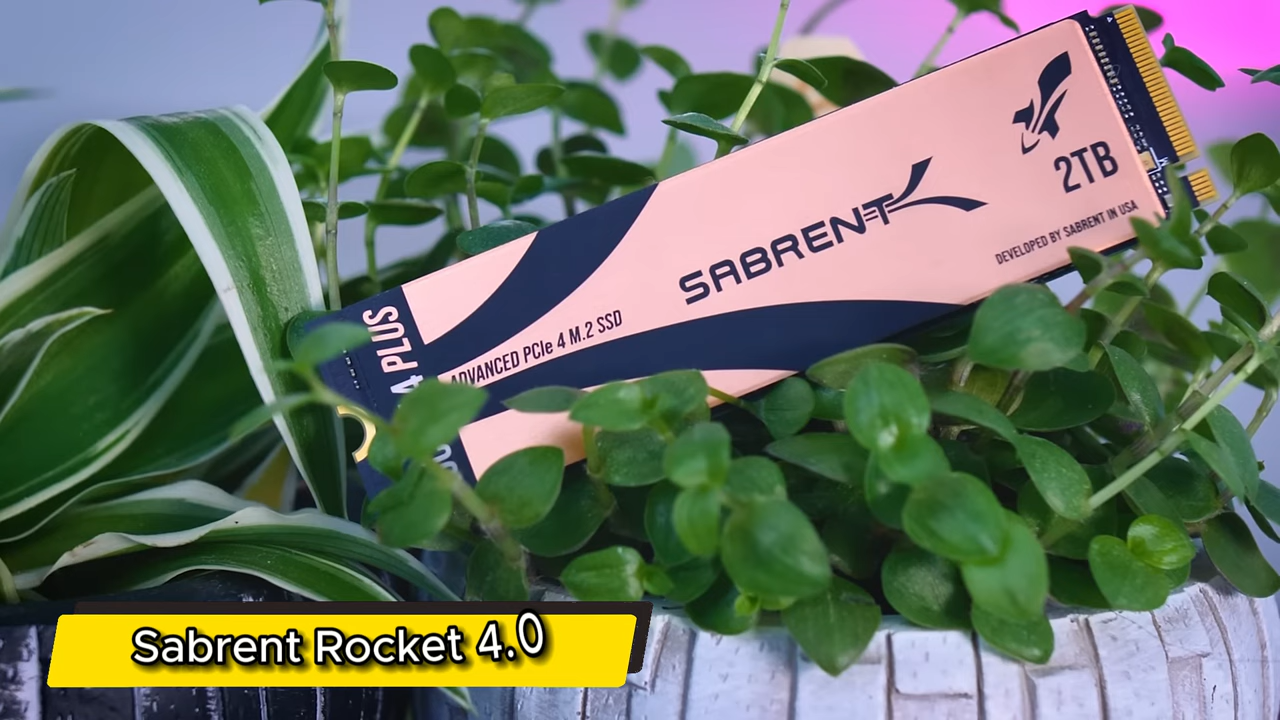 2TB
SABRENT
DEVELOPED BY SABRENT IN USA
ADVANCED PCIe 4 M.2 SSD
4 PLUS
Sabrent Rocket 4.0